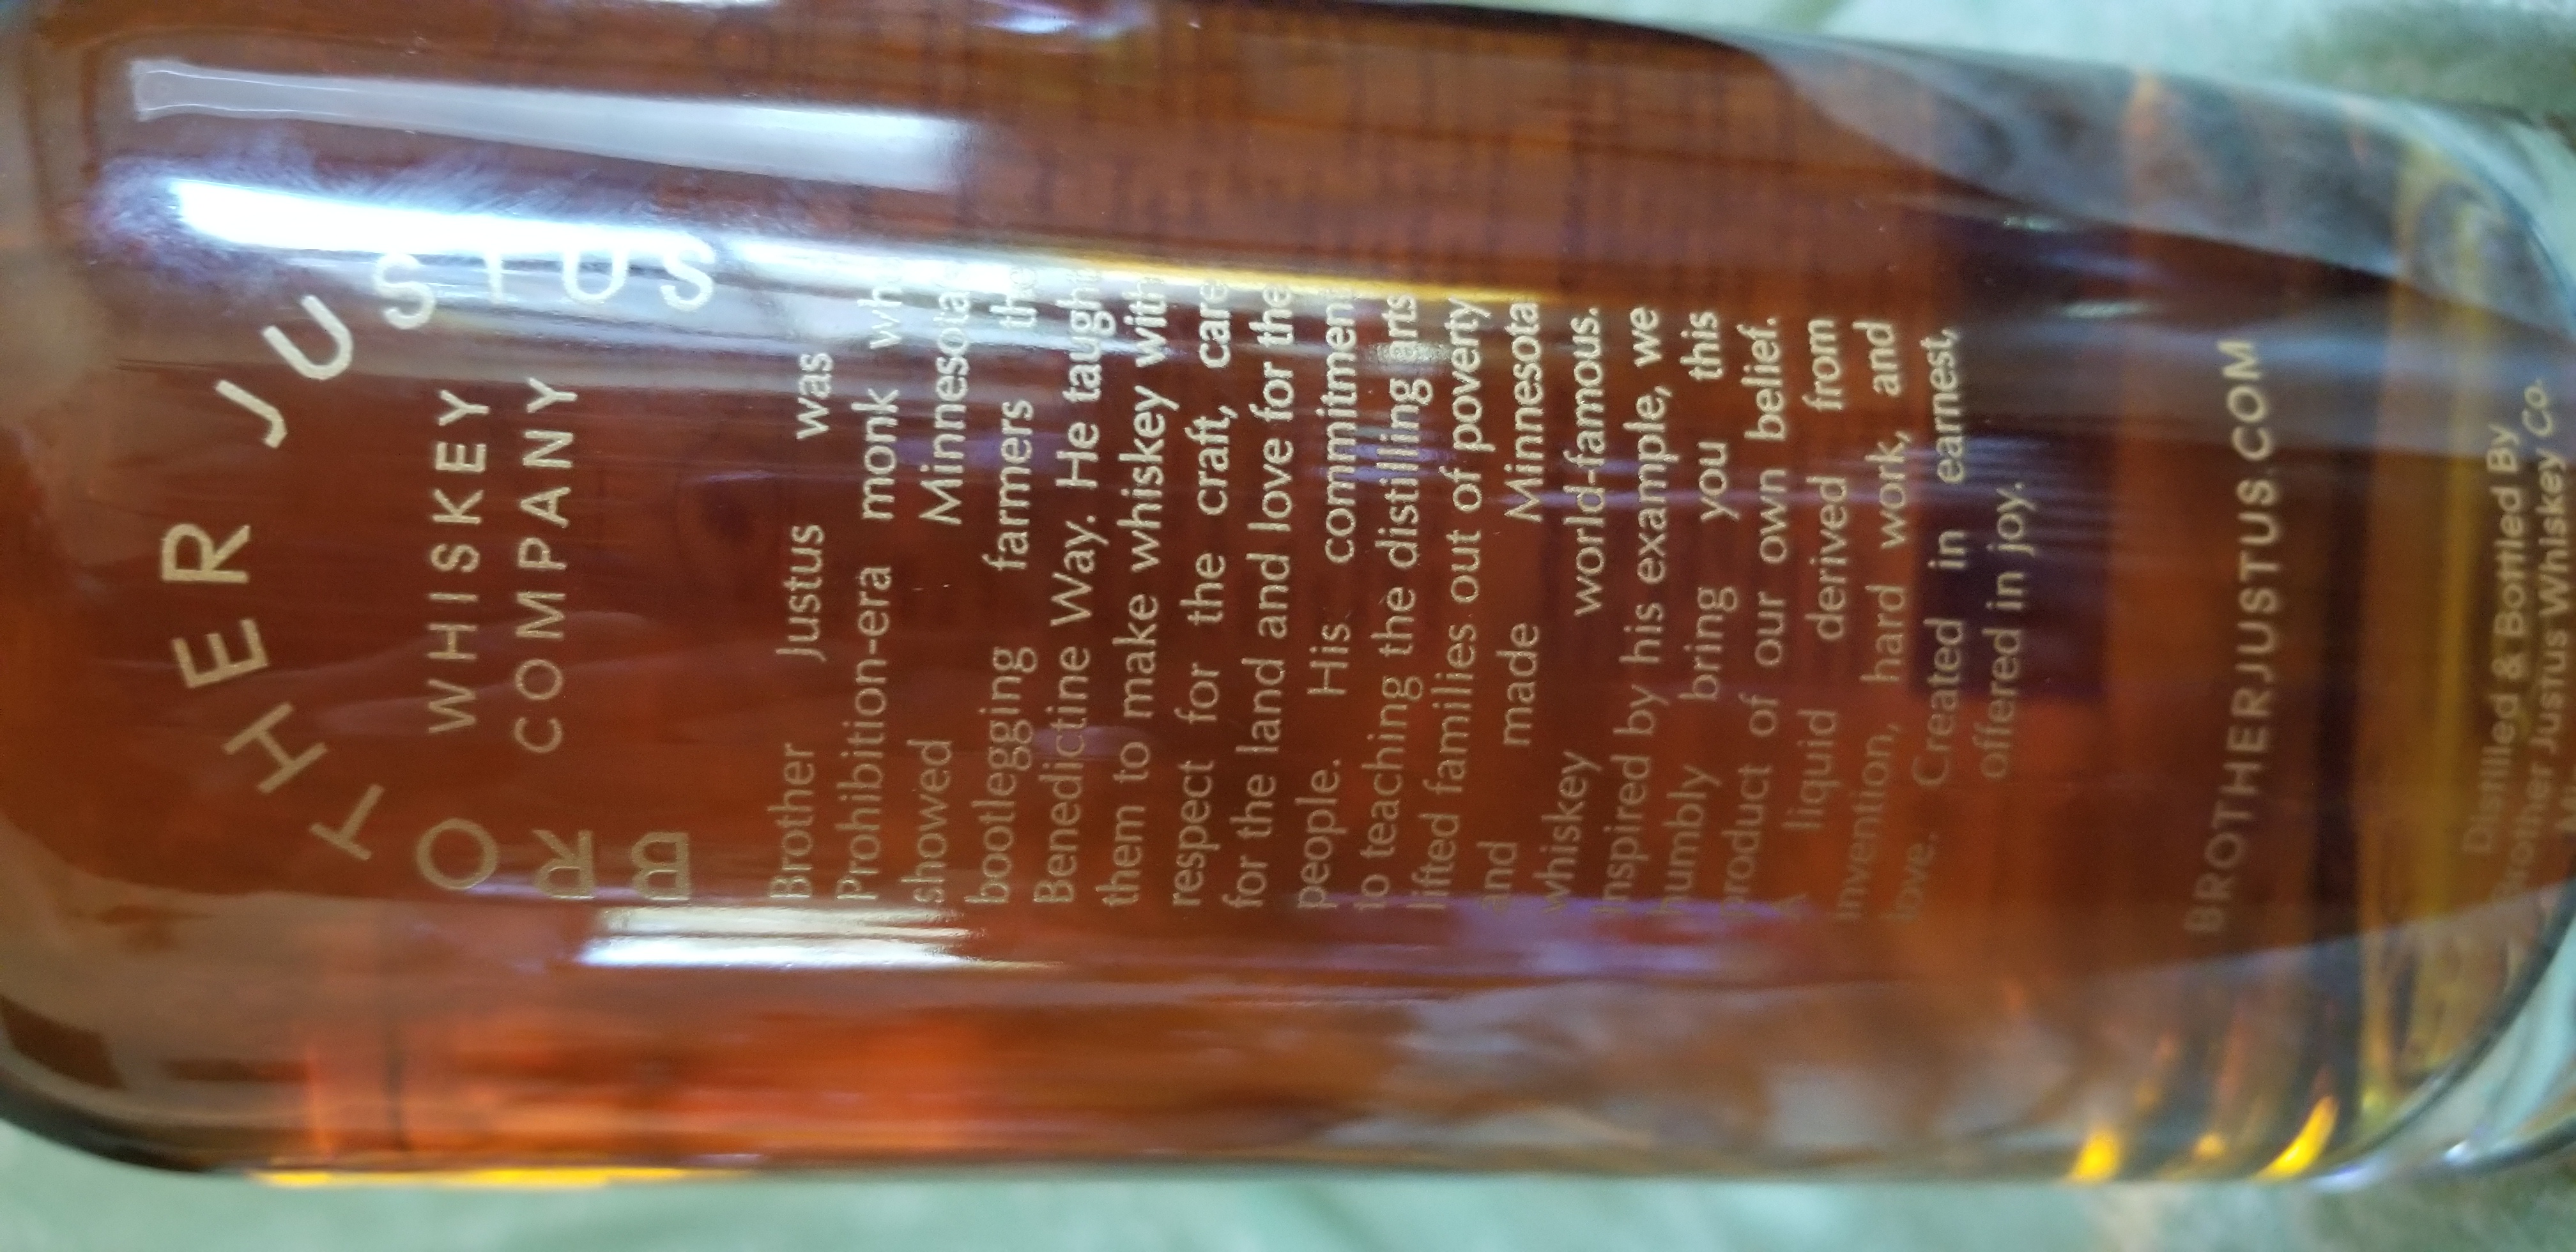 BROTHER JUSTUS
WHISKEY
COMPANY
Brother Justus was
Prohibition-era monk wh
showed Minnesota
bootlegging farmers the
Benedictine Way. He taugh
them to make whiskey with
respect for the craft, care
for the land and love for the
people. His commitment
to teaching the distilling arts
lifted families out of poverty
and made Minnesota
whiskey world-famous.
Inspired by his example, we
humbly bring you this
product of our own belief.
A liquid derived from
invention, hard work, and
love. Created in earnest,
offered in joy.
BROTHERJUSTUS.COM
Distilled & Bottled By
Brother Justus Whiskey Co.